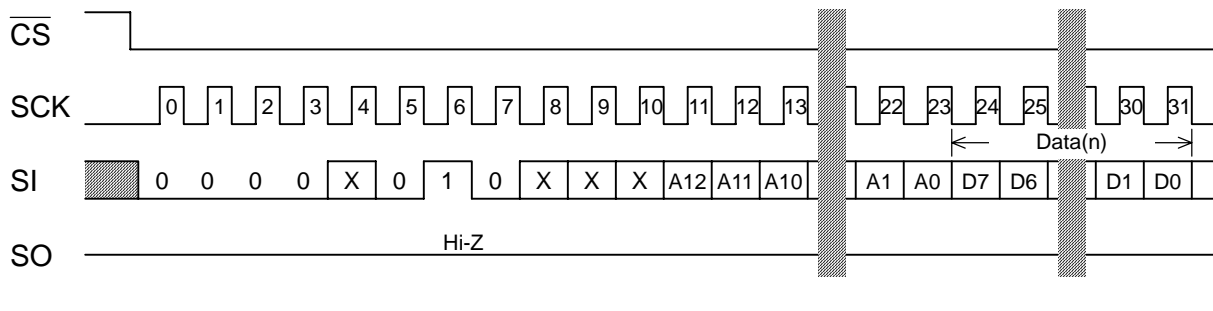 CS
SCK 0 1 2 3 4 5 6 7 8 9 10 11 12 13 22 23 24 25 30 31
Data(n)
SI 0 0 0 0 X 0 1 0 X X X A12 A11 A10 A1 A0 D7 D6 D1 D0
Hi-Z
SO